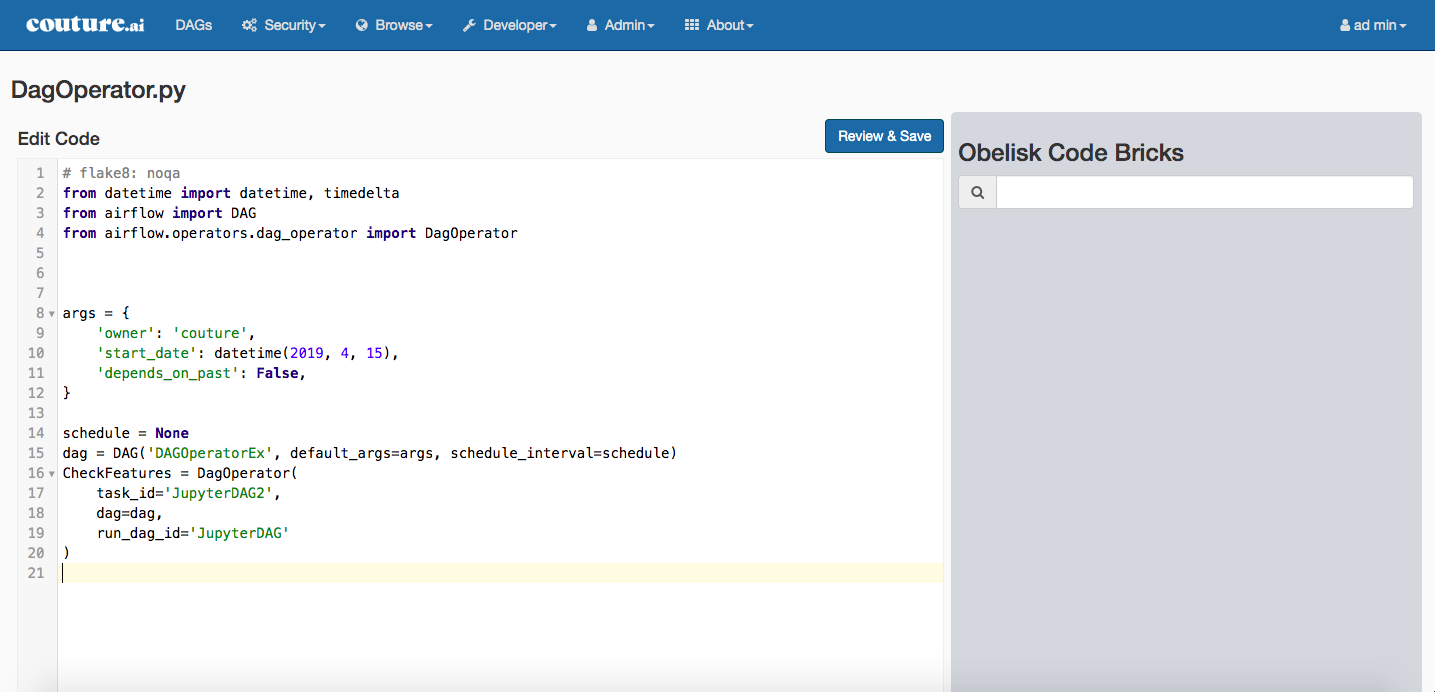 couture.ai DAGs Security Browse Developer Admin About ad min
DagOperator.py
Edit Code
Review & Save
1 # flake8: noqa
2 from datetime import datetime, timedelta
3 from airflow import DAG
4 from airflow.operators.dag_operator import DagOperator
5
6
7
8 args = {
9     'owner': 'couture',
10     'start_date': datetime(2019, 4, 15),
11     'depends_on_past': False,
12 }
13
14 schedule = None
15 dag = DAG('DAGOperatorEx', default_args=args, schedule_interval=schedule)
16 CheckFeatures = DagOperator(
17     task_id='JupyterDAG2',
18     dag=dag,
19     run_dag_id='JupyterDAG'
20 )
21
Obelisk Code Bricks